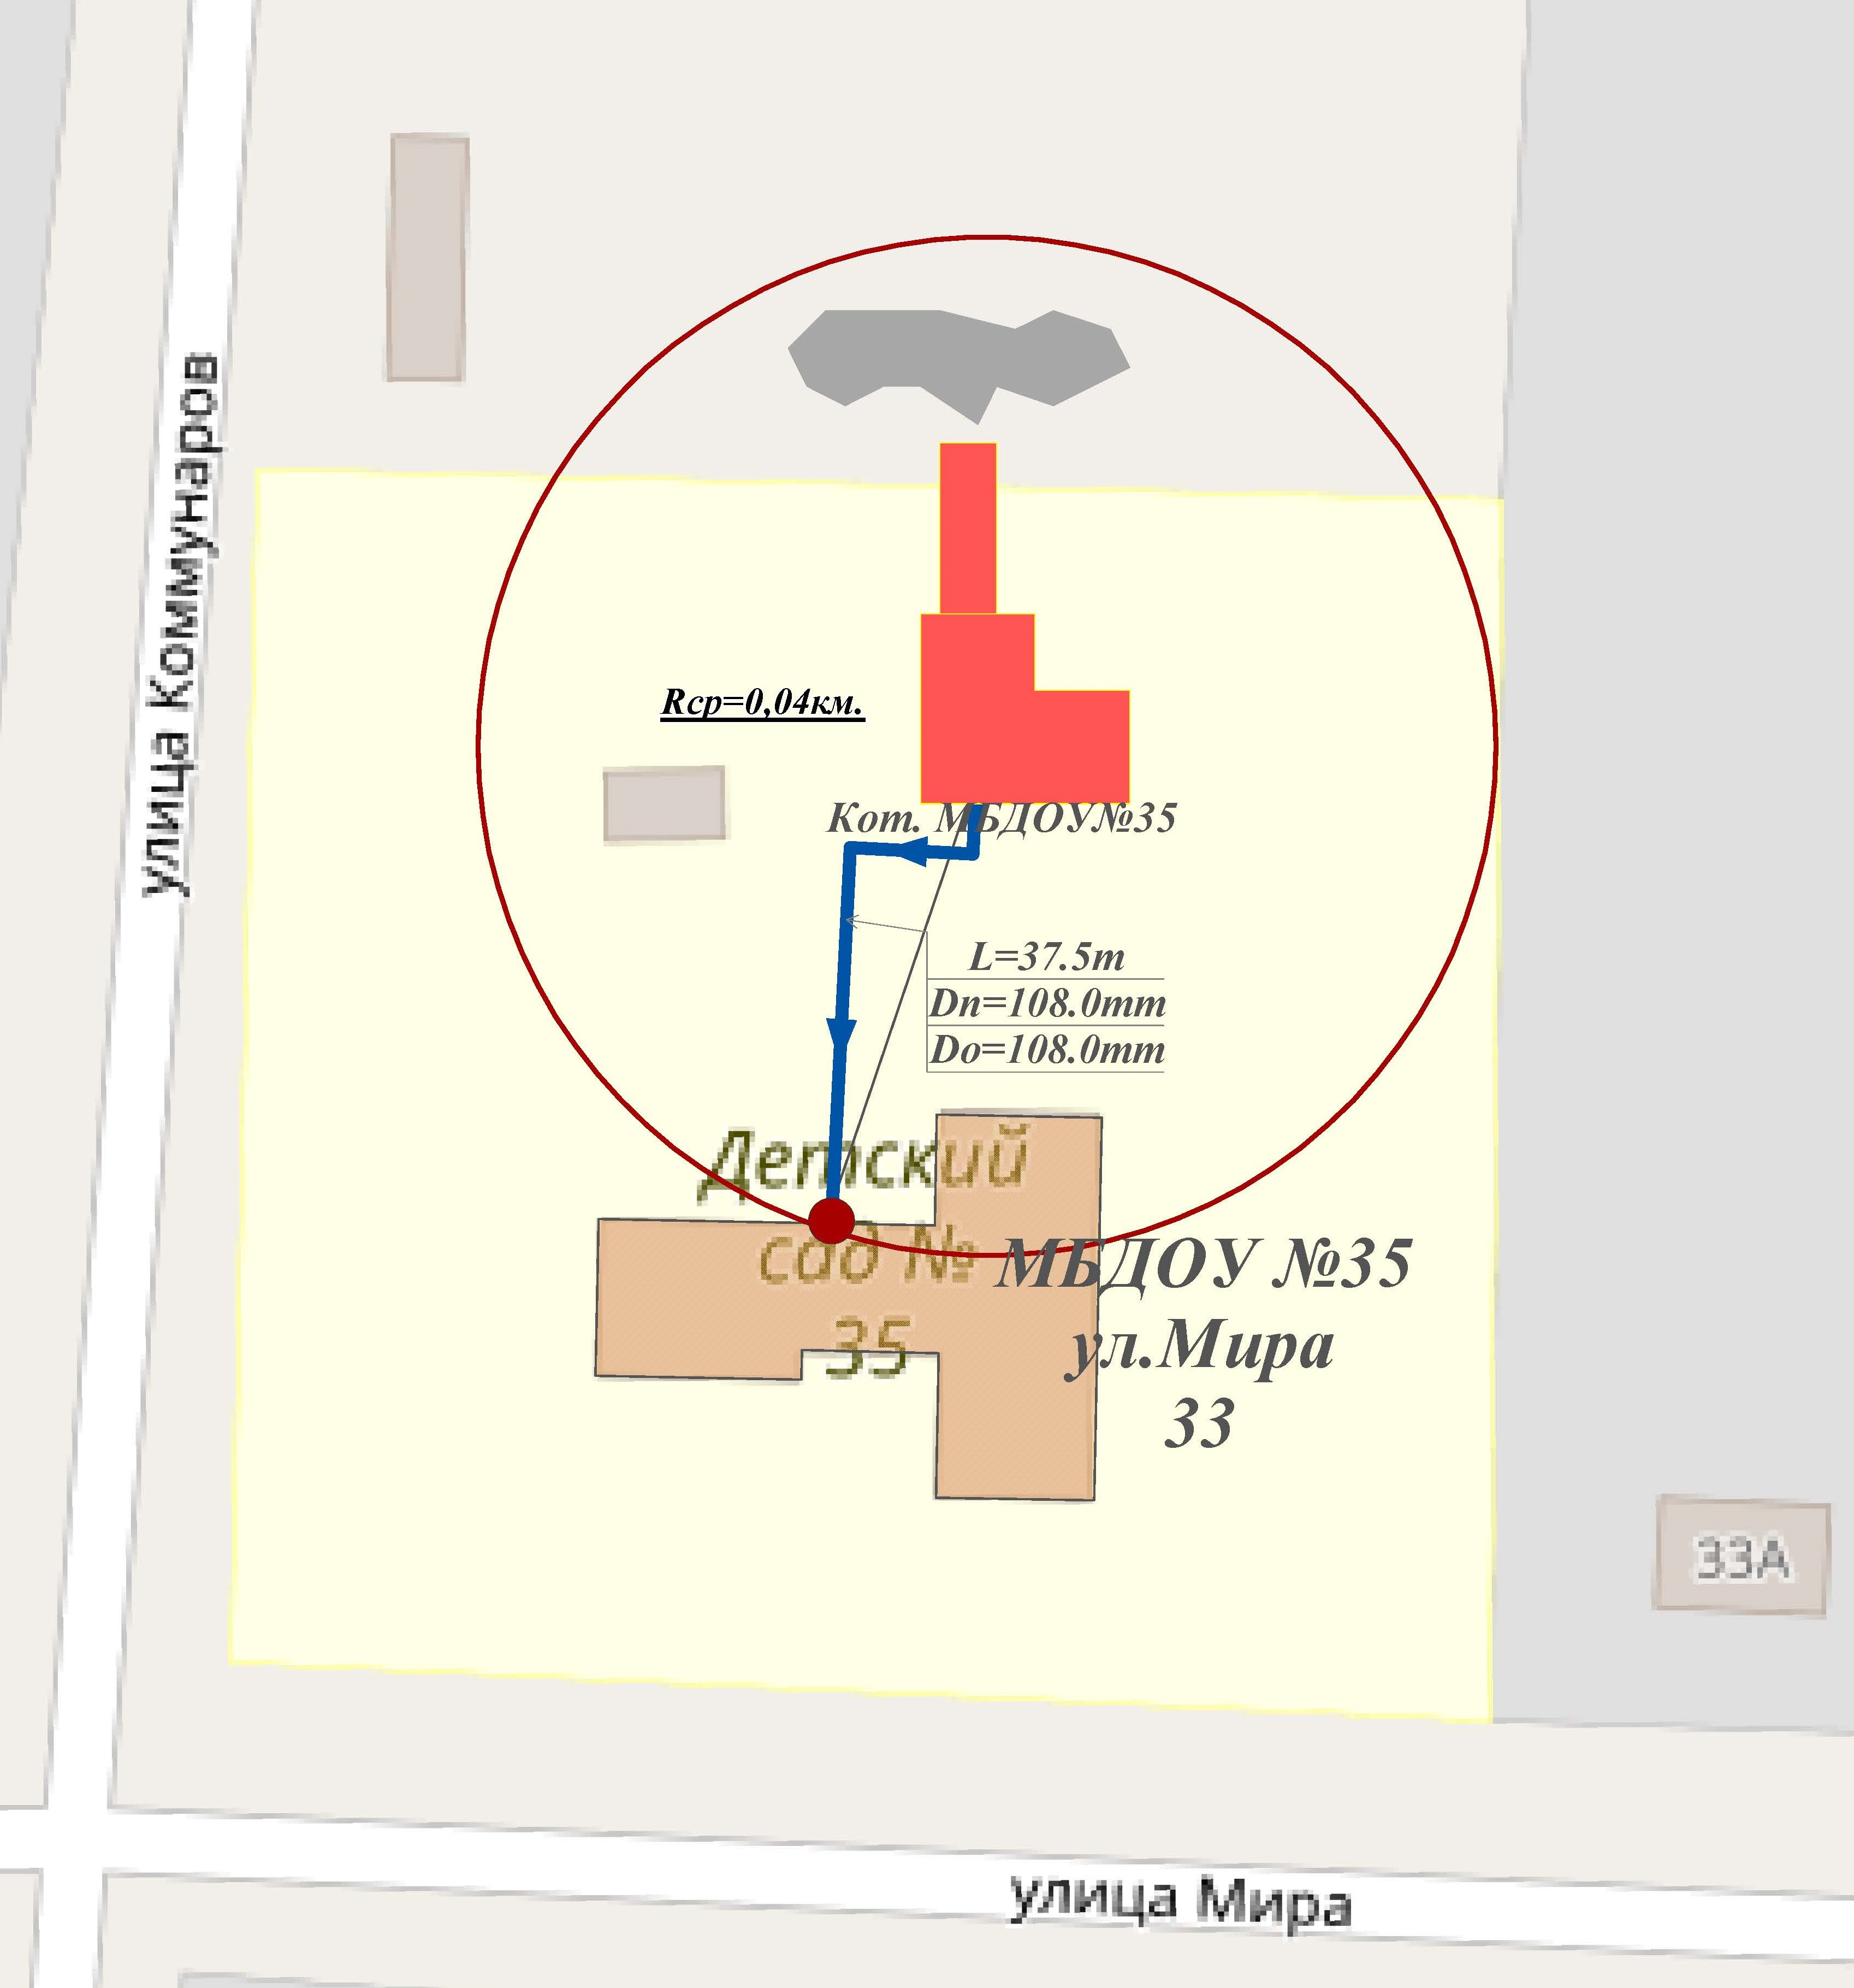 улица Коммунаров
Rср=0,04км.
Кот. МБДОУ№35
L=37.5m
Dn=108.0mm
Do=108.0mm
Детский
сад №
35
МБДОУ №35
ул.Мира
33
33А
улица Мира